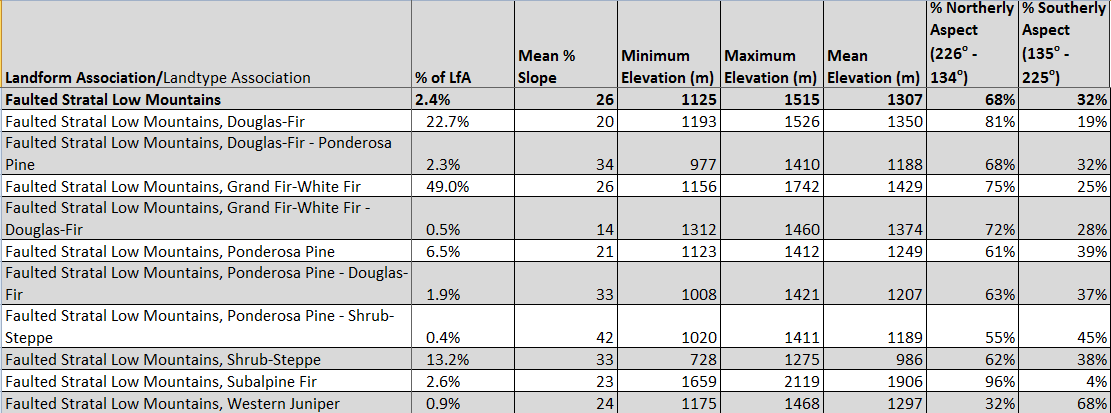 Landform Association/Landtype Association % of LfA Mean % Slope Minimum Elevation (m) Maximum Elevation (m) Mean Elevation (m) % Northerly Aspect (226º - 134º) % Southerly Aspect (135º - 225º)
Faulted Stratal Low Mountains 2.4% 26 1125 1515 1307 68% 32%
Faulted Stratal Low Mountains, Douglas-Fir 22.7% 20 1193 1526 1350 81% 19%
Faulted Stratal Low Mountains, Douglas-Fir - Ponderosa
Pine 2.3% 34 977 1410 1188 68% 32%
Faulted Stratal Low Mountains, Grand Fir-White Fir 49.0% 26 1156 1742 1429 75% 25%
Faulted Stratal Low Mountains, Grand Fir-White Fir -
Douglas-Fir 0.5% 14 1312 1460 1374 72% 28%
Faulted Stratal Low Mountains, Ponderosa Pine 6.5% 21 1123 1412 1249 61% 39%
Faulted Stratal Low Mountains, Ponderosa Pine - Douglas-
Fir 1.9% 33 1008 1421 1207 63% 37%
Faulted Stratal Low Mountains, Ponderosa Pine - Shrub-
Steppe 0.4% 42 1020 1411 1189 55% 45%
Faulted Stratal Low Mountains, Shrub-Steppe 13.2% 33 728 1275 986 62% 38%
Faulted Stratal Low Mountains, Subalpine Fir 2.6% 23 1659 2119 1906 96% 4%
Faulted Stratal Low Mountains, Western Juniper 0.9% 24 1175 1468 1297 32% 68%